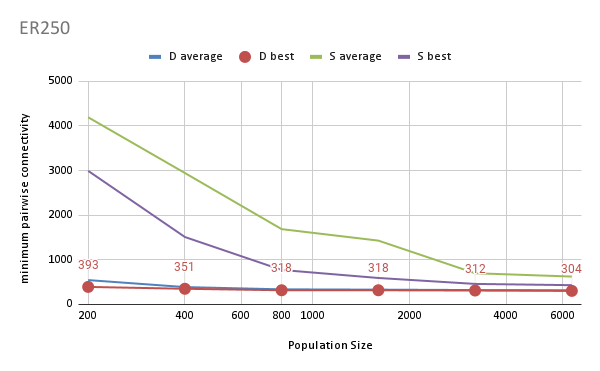 ER250
D average D best S average S best
5000
4000
3000
2000
1000
0
minimum pairwise connectivity
393 351 318 318 312 304
200 400 600 800 1000 2000 4000 6000
Population Size